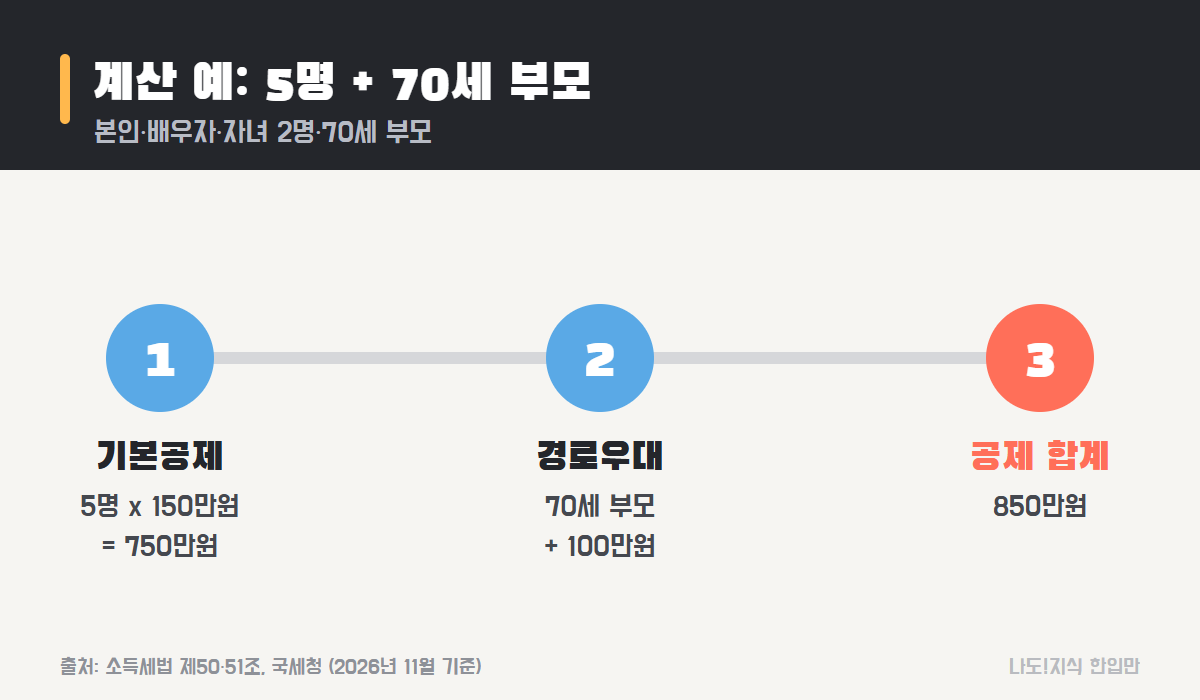 계산 예: 5명 + 70세 부모
본인·배우자·자녀 2명·70세 부모
1
2
3
기본공제
경로우대
공제 합계
5명 x 150만원
= 750만원
70세 부모
+ 100만원
850만원
출처: 소득세법 제50·51조, 국세청 (2026년 11월 기준)
나도!지식 한입만